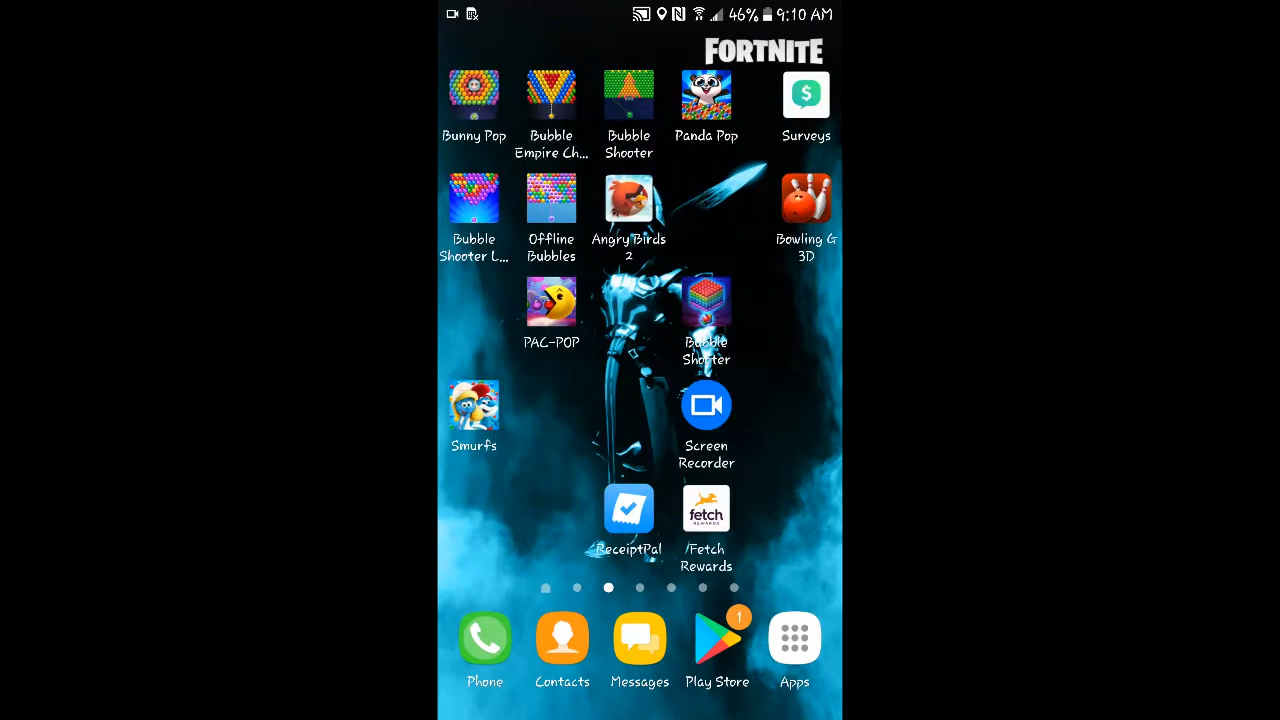 46% 9:10 AM
FORTNITE
Bunny Pop
Bubble
Empire Ch...
Bubble
Shooter
Panda Pop
$
Surveys
Bubble
Shooter L...
Offline
Bubbles
Angry Birds
2
Bowling G
3D
PAC-POP
Bubble
Shooter
Smurfs
Screen
Recorder
ReceiptPal
fetch
REWARDS
Fetch
Rewards
1
Phone
Contacts
Messages
Play Store
Apps